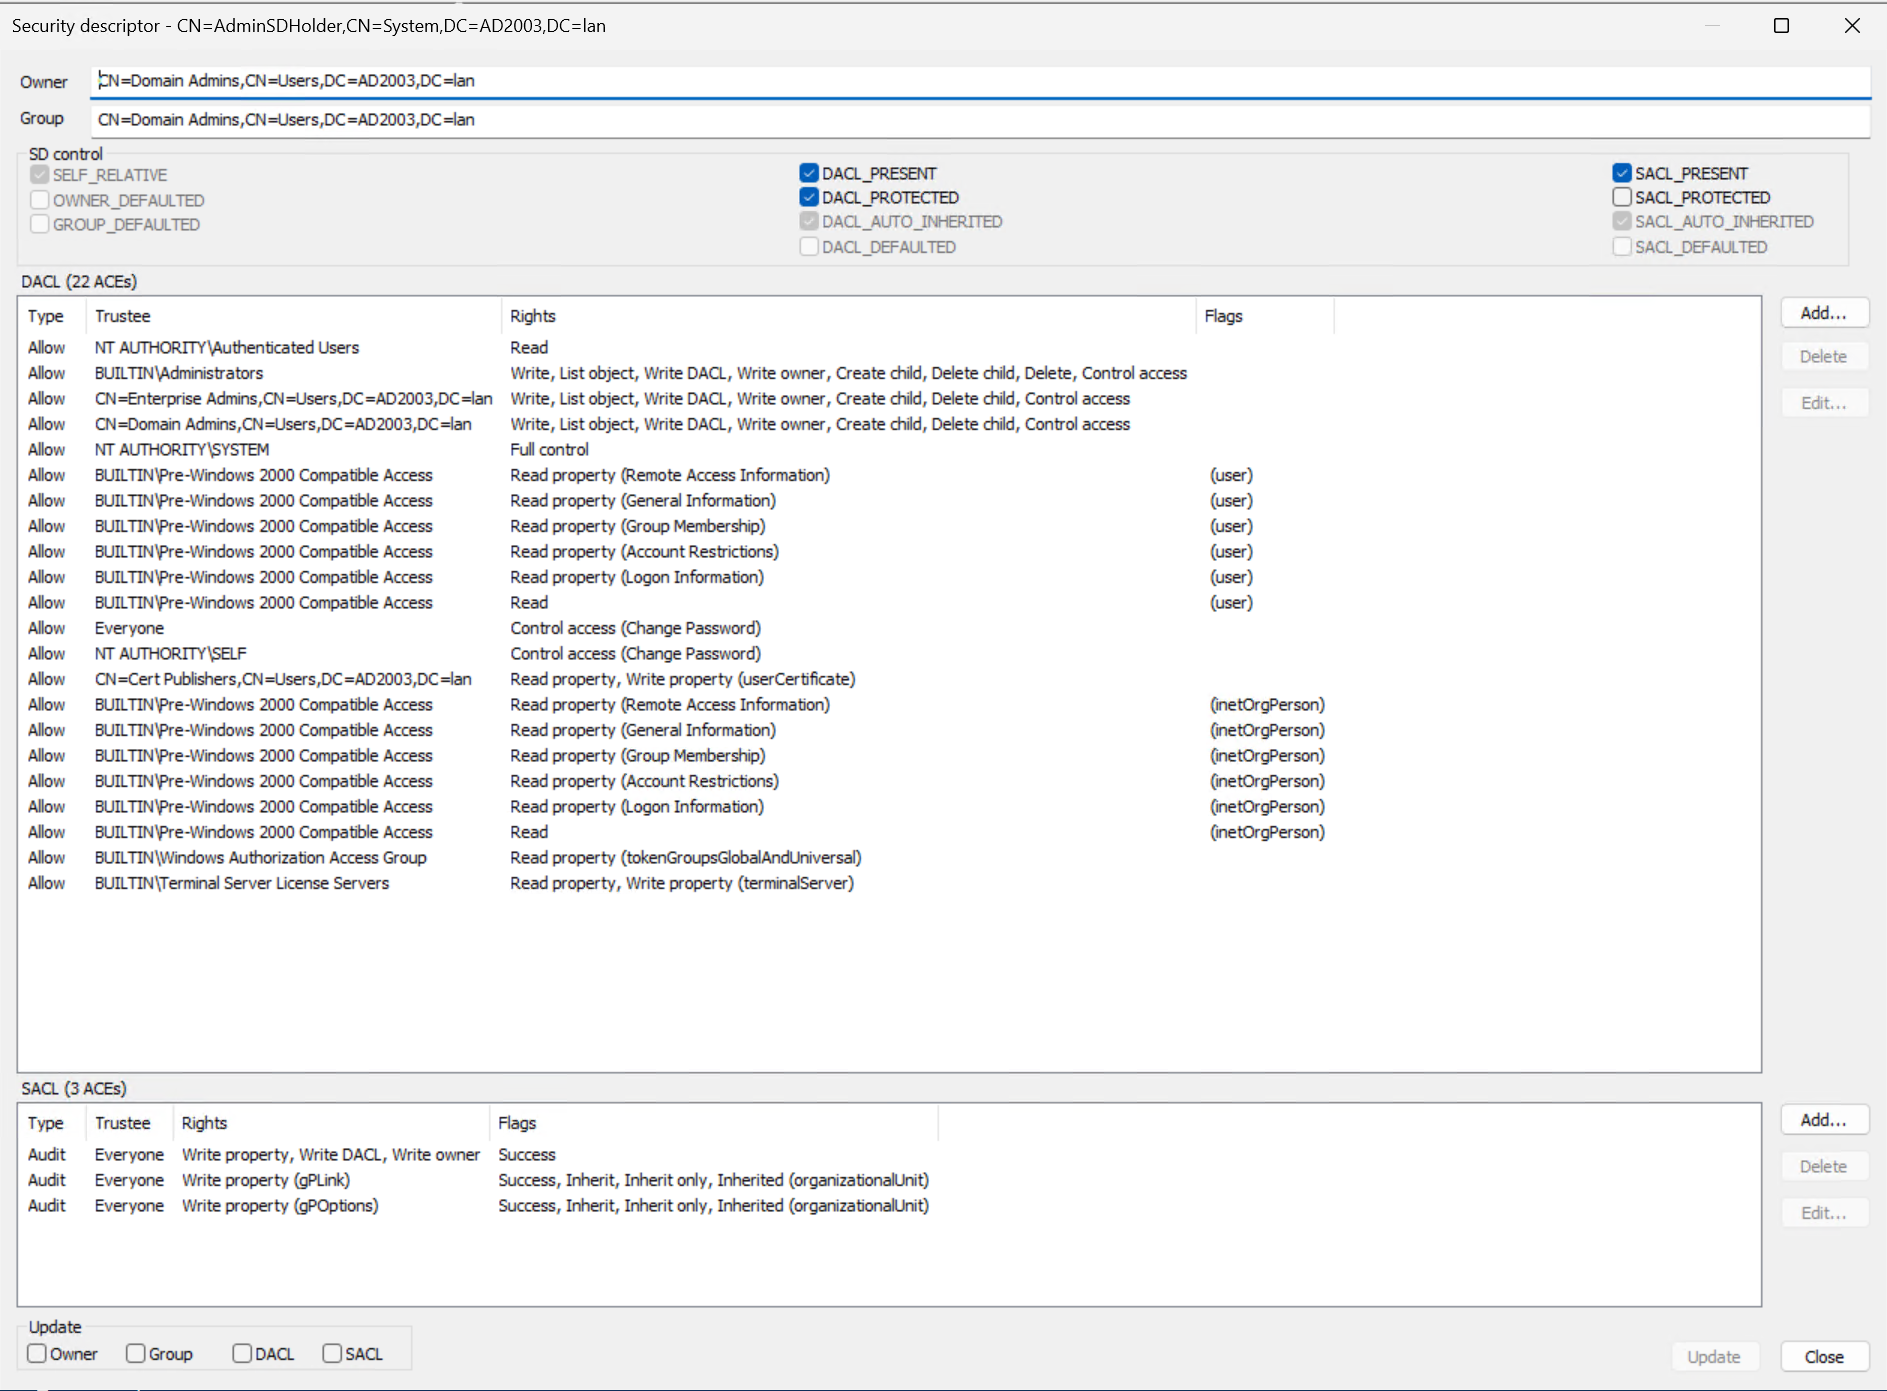 Security descriptor - CN=AdminSDHolder,CN=System,DC=AD2003,DC=lan
Owner CN=Domain Admins,CN=Users,DC=AD2003,DC=lan
Group CN=Domain Admins,CN=Users,DC=AD2003,DC=lan
SD control
SELF_RELATIVE DACL_PRESENT SACL_PRESENT
OWNER_DEFAULTED DACL_PROTECTED SACL_PROTECTED
GROUP_DEFAULTED DACL_AUTO_INHERITED SACL_AUTO_INHERITED
DACL_DEFAULTED SACL_DEFAULTED
DACL (22 ACEs)
Type Trustee Rights Flags Add...
Allow NT AUTHORITY\Authenticated Users Read Delete
Allow BUILTIN\Administrators Write, List object, Write DACL, Write owner, Create child, Delete child, Delete, Control access
Allow CN=Enterprise Admins,CN=Users,DC=AD2003,DC=lan Write, List object, Write DACL, Write owner, Create child, Delete child, Control access Edit...
Allow CN=Domain Admins,CN=Users,DC=AD2003,DC=lan Write, List object, Write DACL, Write owner, Create child, Delete child, Control access
Allow NT AUTHORITY\SYSTEM Full control
Allow BUILTIN\Pre-Windows 2000 Compatible Access Read property (Remote Access Information) (user)
Allow BUILTIN\Pre-Windows 2000 Compatible Access Read property (General Information) (user)
Allow BUILTIN\Pre-Windows 2000 Compatible Access Read property (Group Membership) (user)
Allow BUILTIN\Pre-Windows 2000 Compatible Access Read property (Account Restrictions) (user)
Allow BUILTIN\Pre-Windows 2000 Compatible Access Read property (Logon Information) (user)
Allow BUILTIN\Pre-Windows 2000 Compatible Access Read (user)
Allow Everyone Control access (Change Password)
Allow NT AUTHORITY\SELF Control access (Change Password)
Allow CN=Cert Publishers,CN=Users,DC=AD2003,DC=lan Read property, Write property (userCertificate)
Allow BUILTIN\Pre-Windows 2000 Compatible Access Read property (Remote Access Information) (inetOrgPerson)
Allow BUILTIN\Pre-Windows 2000 Compatible Access Read property (General Information) (inetOrgPerson)
Allow BUILTIN\Pre-Windows 2000 Compatible Access Read property (Group Membership) (inetOrgPerson)
Allow BUILTIN\Pre-Windows 2000 Compatible Access Read property (Account Restrictions) (inetOrgPerson)
Allow BUILTIN\Pre-Windows 2000 Compatible Access Read property (Logon Information) (inetOrgPerson)
Allow BUILTIN\Pre-Windows 2000 Compatible Access Read (inetOrgPerson)
Allow BUILTIN\Windows Authorization Access Group Read property (tokenGroupsGlobalAndUniversal)
Allow BUILTIN\Terminal Server License Servers Read property, Write property (terminalServer)
SACL (3 ACEs)
Type Trustee Rights Flags Add...
Audit Everyone Write property, Write DACL, Write owner Success Delete
Audit Everyone Write property (gPLink) Success, Inherit, Inherit only, Inherited (organizationalUnit)
Audit Everyone Write property (gPOptions) Success, Inherit, Inherit only, Inherited (organizationalUnit) Edit...
Update
Owner Group DACL SACL Update Close